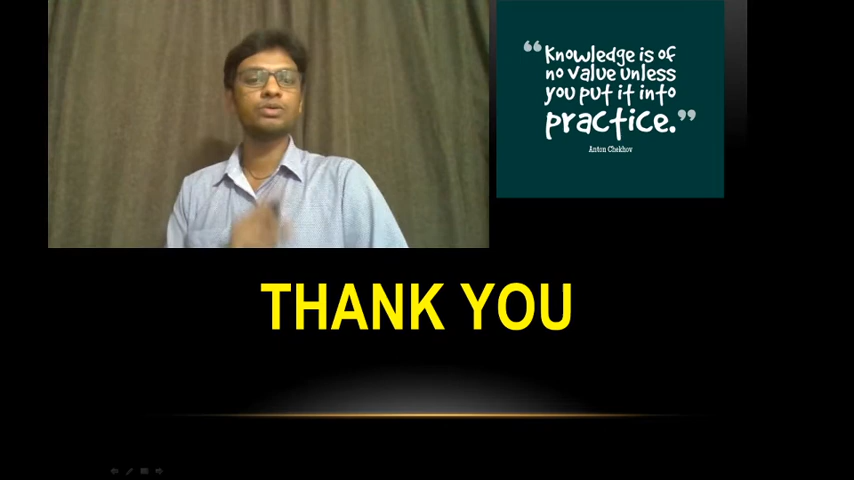 “Knowledge is of
no value unless
you put it into
practice.”
Anton Chekhov
THANK YOU